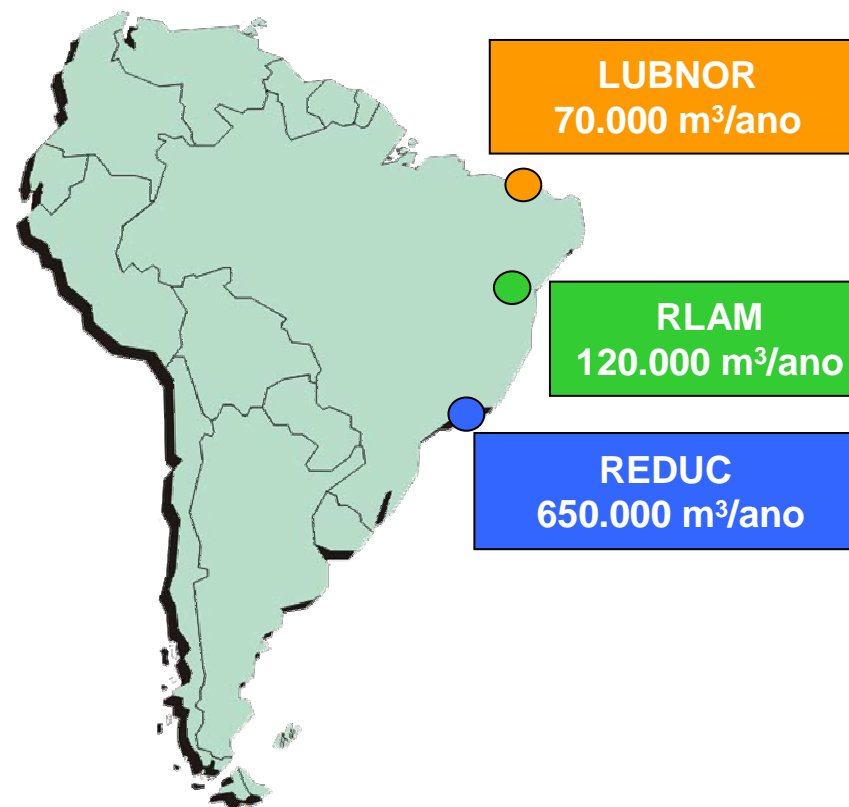 LUBNOR
70.000 m³/ano
RLAM
120.000 m³/ano
REDUC
650.000 m³/ano